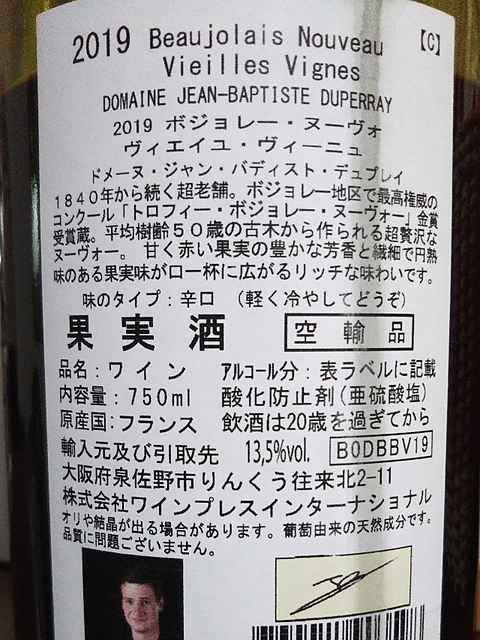 2019 Beaujolais Nouveau 【C】
Vieilles Vignes
DOMAINE JEAN-BAPTISTE DUPERRAY
2019 ボジョレー・ヌーヴォ
ヴィエイユ・ヴィーニュ
ドメーヌ・ジャン・バディスト・デュプレイ
1840年から続く超老舗。ボジョレー地区で最高権威の
コンクール「トロフィー・ボジョレー・ヌーヴォー」金賞
受賞蔵。平均樹齢50歳の古木から作られる超贅沢な
ヌーヴォー。 甘く赤い果実の豊かな芳香と繊細で円熟
味のある果実味が口一杯に広がるリッチな味わいです。
味のタイプ：辛口 （軽く冷やしてどうぞ）
果実酒 空輸品
品名：ワイン アルコール分：表ラベルに記載
内容量：750ml 酸化防止剤(亜硫酸塩)
原産国：フランス 飲酒は20歳を過ぎてから
輸入元及び引取先 13,5%vol. B0DBBV19
大阪府泉佐野市りんくう往来北2-11
株式会社ワインプレスインターナショナル
オリや結晶が出る場合があります。葡萄由来の天然成分です。
品質に問題ございません。